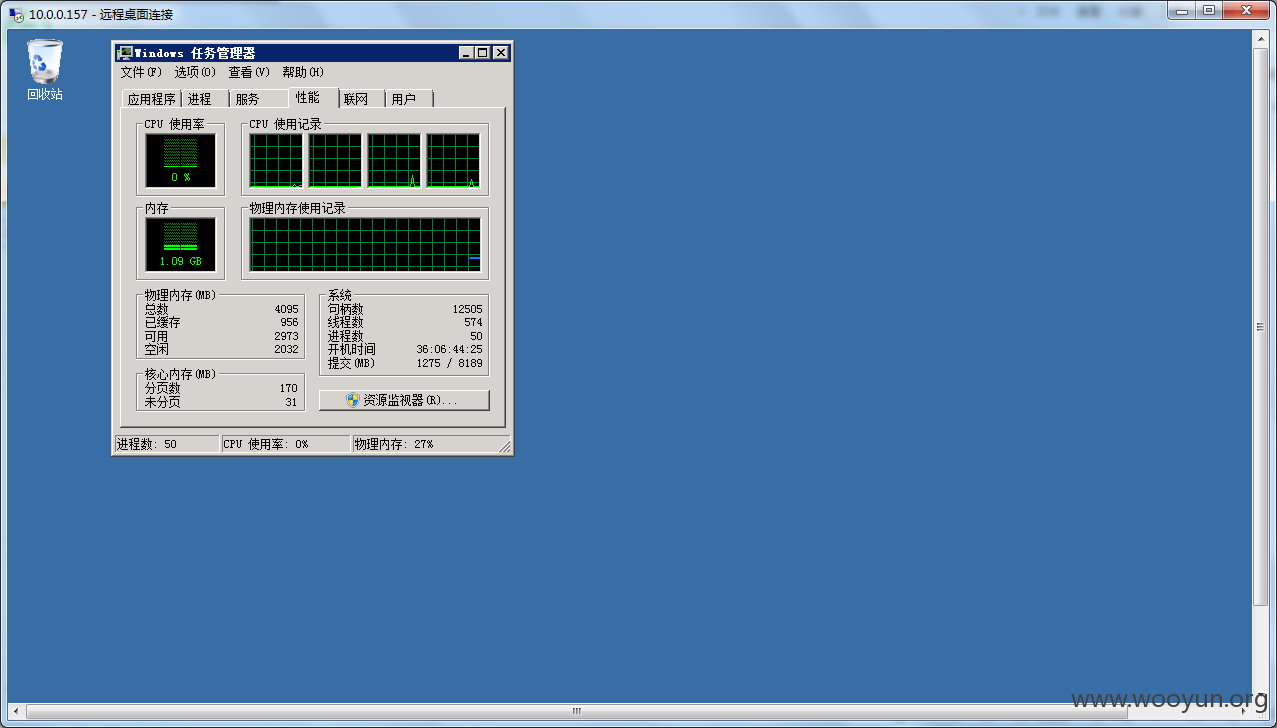 10.0.0.157 - 远程桌面连接
回收站
Windows 任务管理器
文件(F) 选项(O) 查看(V) 帮助(H)
应用程序 进程 服务 性能 联网 用户
CPU 使用率 CPU 使用记录
0 %
内存 物理内存使用记录
1.09 GB
物理内存(MB)
总数 4095
已缓存 956
可用 2973
空闲 2032
系统
句柄数 12505
线程数 574
进程数 50
开机时间 36:06:44:25
提交(MB) 1275 / 8189
核心内存(MB)
分页数 170
未分页 31
资源监视器(R)...
进程数: 50 CPU 使用率: 0% 物理内存: 27%
www.wooyun.org